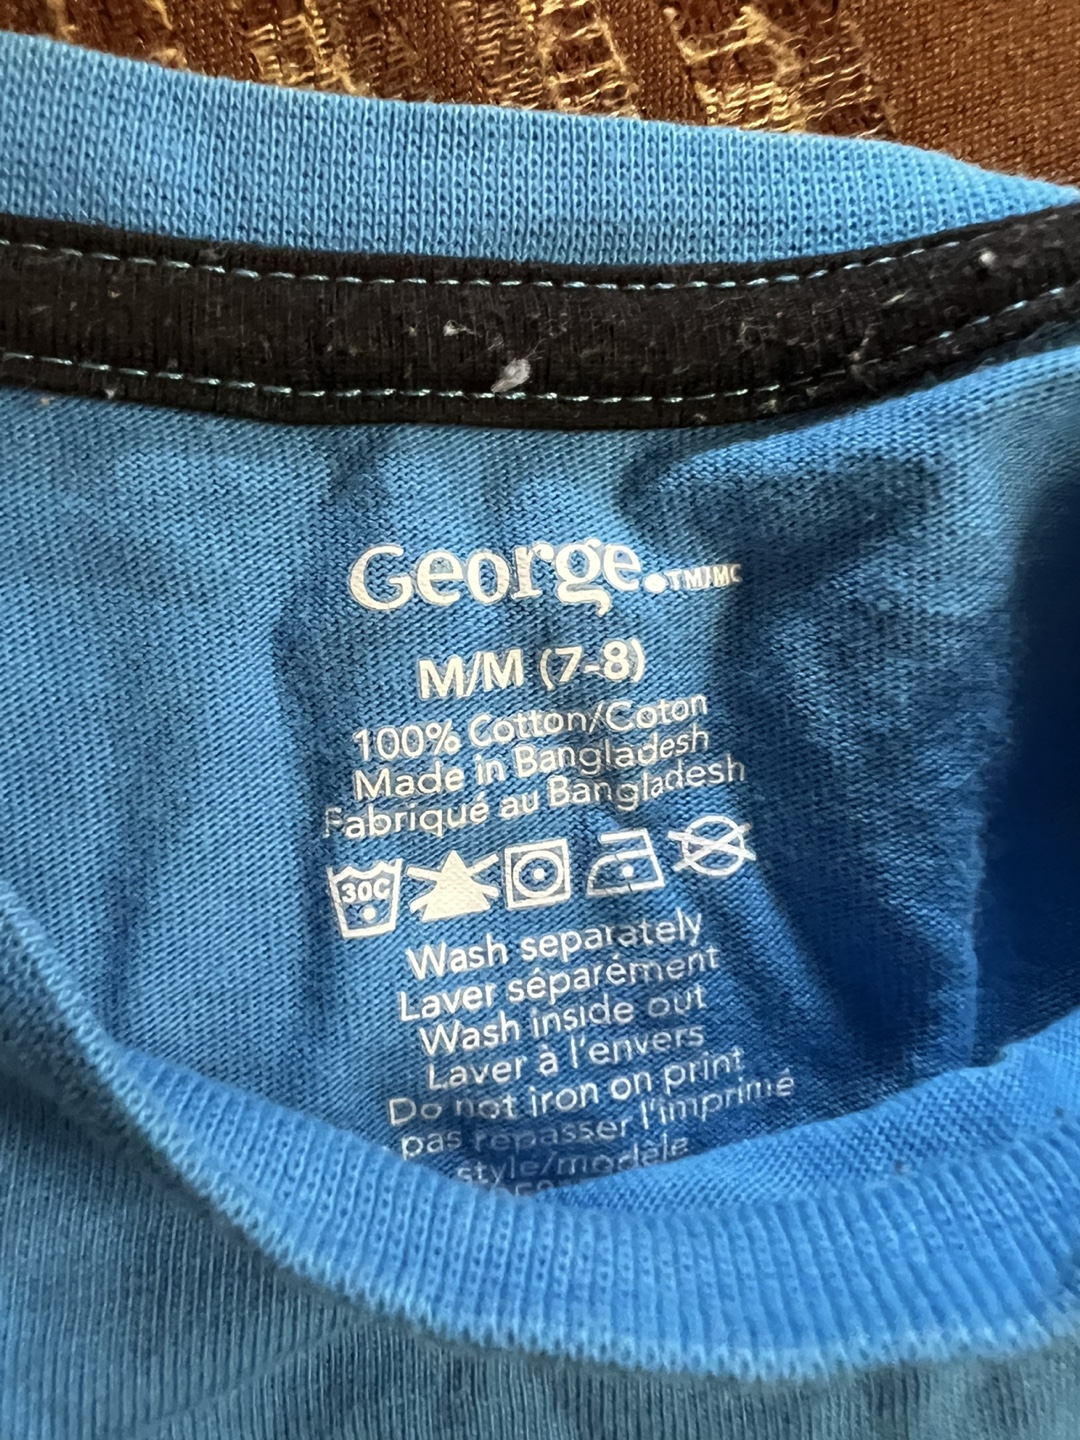 George.TM/MC
M/M (7-8)
100% Cotton/Coton
Made in Bangladesh
Fabriqué au Bangladesh
30C
Wash separately
Laver séparément
Wash inside out
Laver à l'envers
Do not iron on print
pas repasser l'imprimé
style/modèle